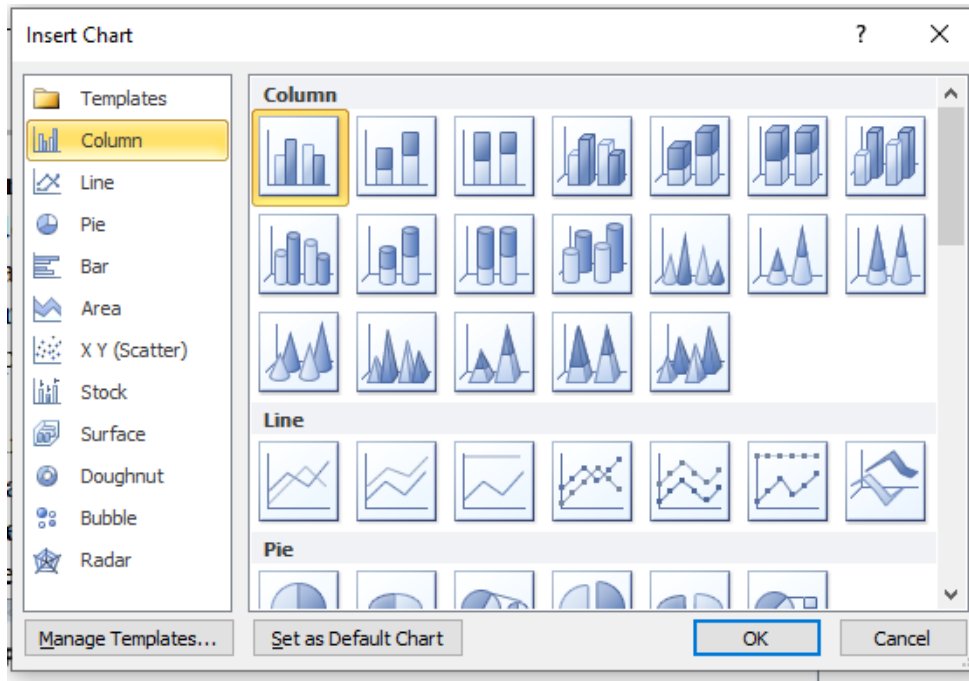 Insert Chart
?
Templates
Column
Line
Pie
Bar
Area
X Y (Scatter)
Stock
Surface
Doughnut
Bubble
Radar
Column
Line
Pie
Manage Templates...
Set as Default Chart
OK
Cancel